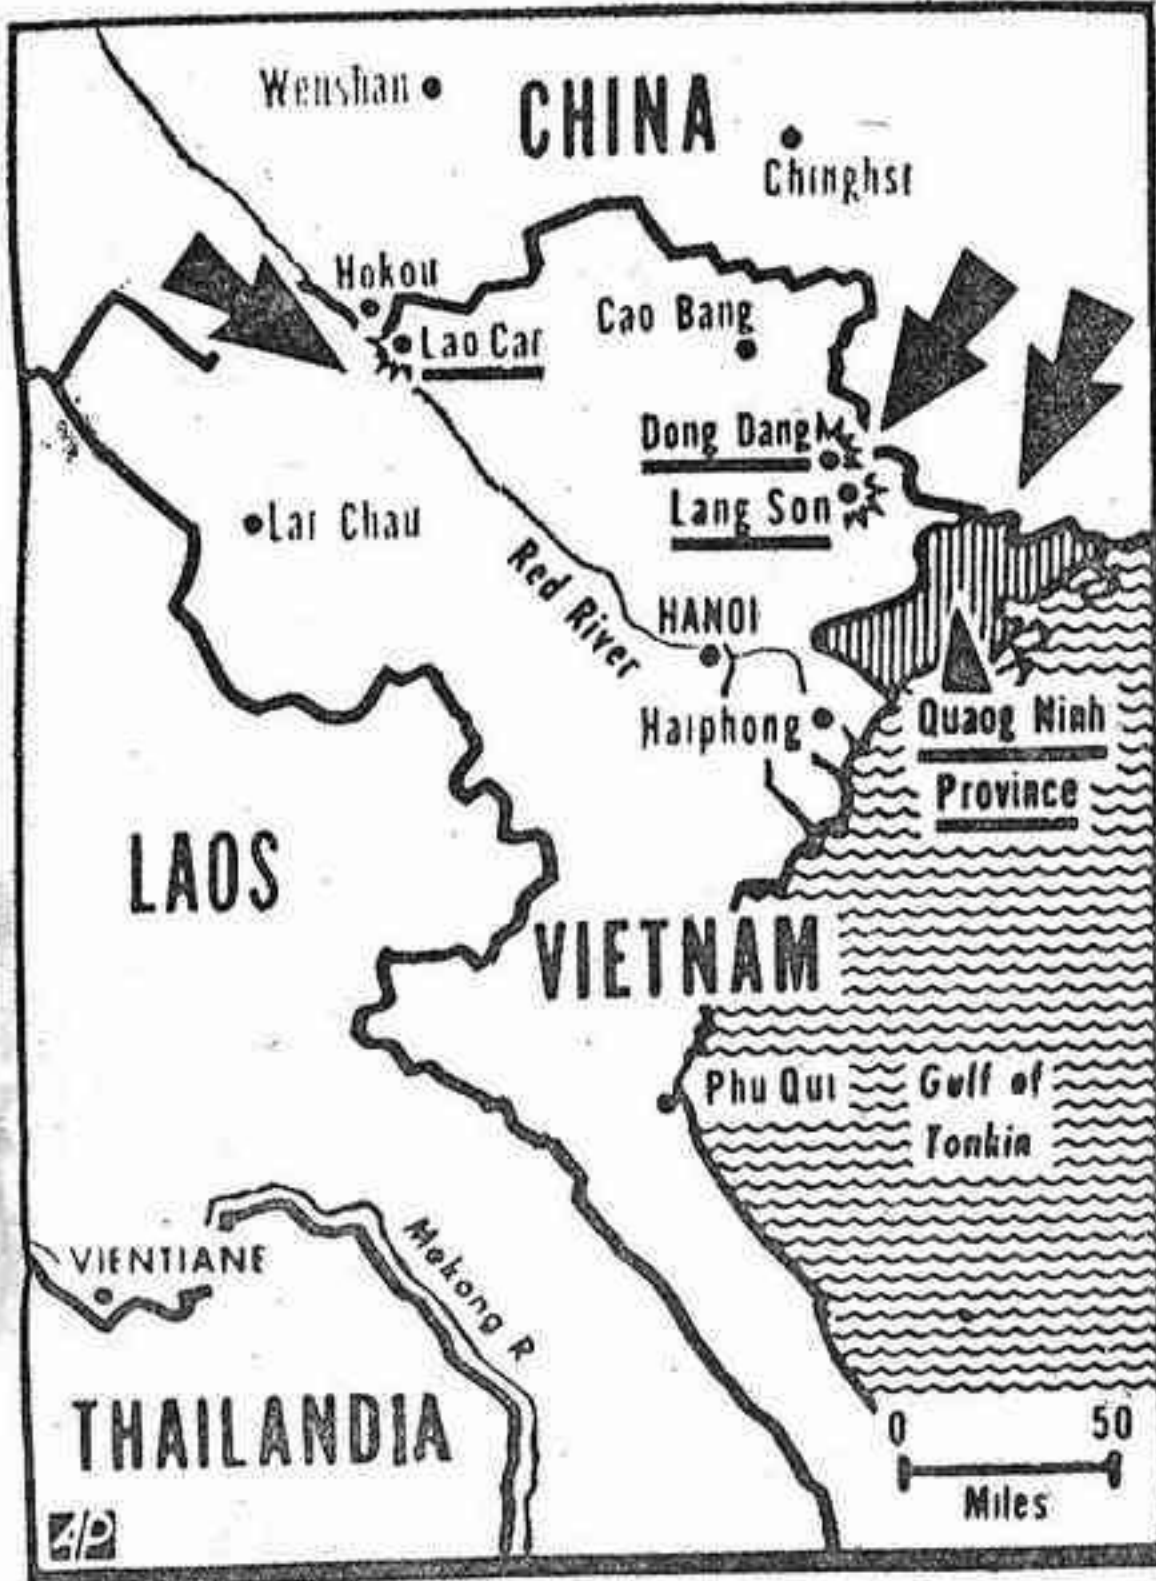 Wenshan
CHINA
Chinghsi
Hokou
Lao Cai
Cao Bang
Dong Dang
Lang Son
Lai Chau
Red River
HANOI
Haiphong
Quaog Ninh
Province
LAOS
VIETNAM
Phu Qui
Gulf of
Tonkin
VIENTIANE
Mekong R
THAILANDIA
0 50
Miles
AP